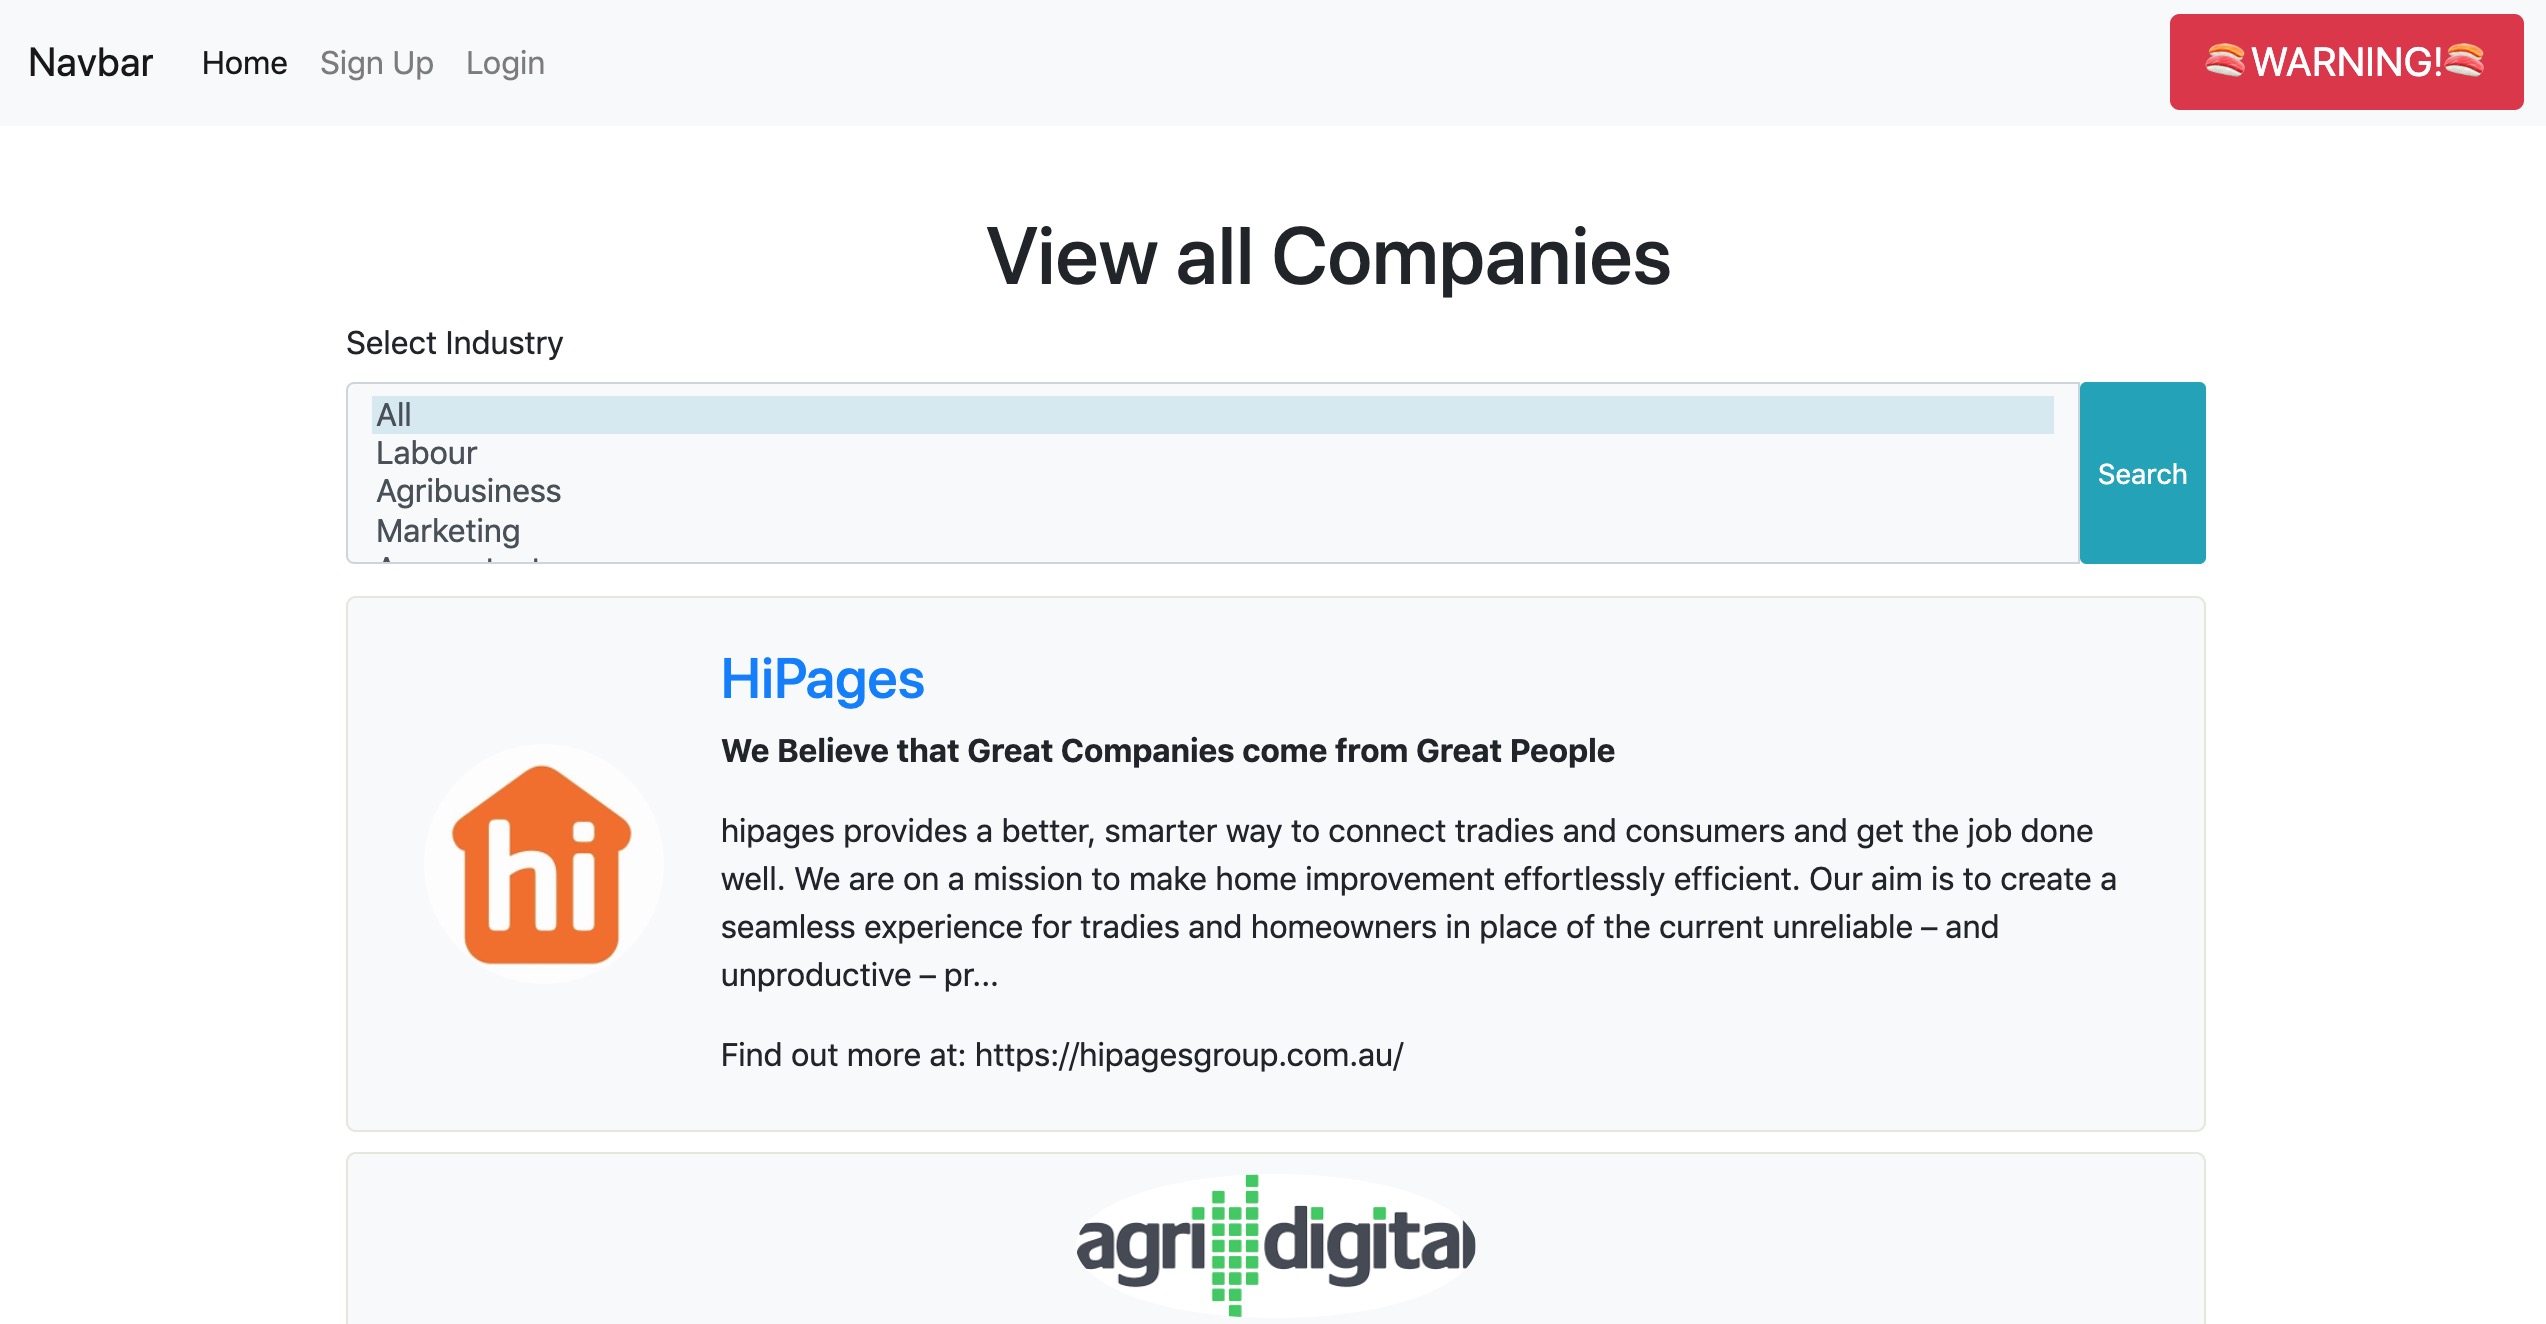 Navbar Home Sign Up Login 🍣WARNING!🍣
View all Companies
Select Industry
All
Labour
Agribusiness
Marketing
Search
HiPages
We Believe that Great Companies come from Great People
hi
hipages provides a better, smarter way to connect tradies and consumers and get the job done
well. We are on a mission to make home improvement effortlessly efficient. Our aim is to create a
seamless experience for tradies and homeowners in place of the current unreliable – and
unproductive – pr...
Find out more at: https://hipagesgroup.com.au/
agridigital